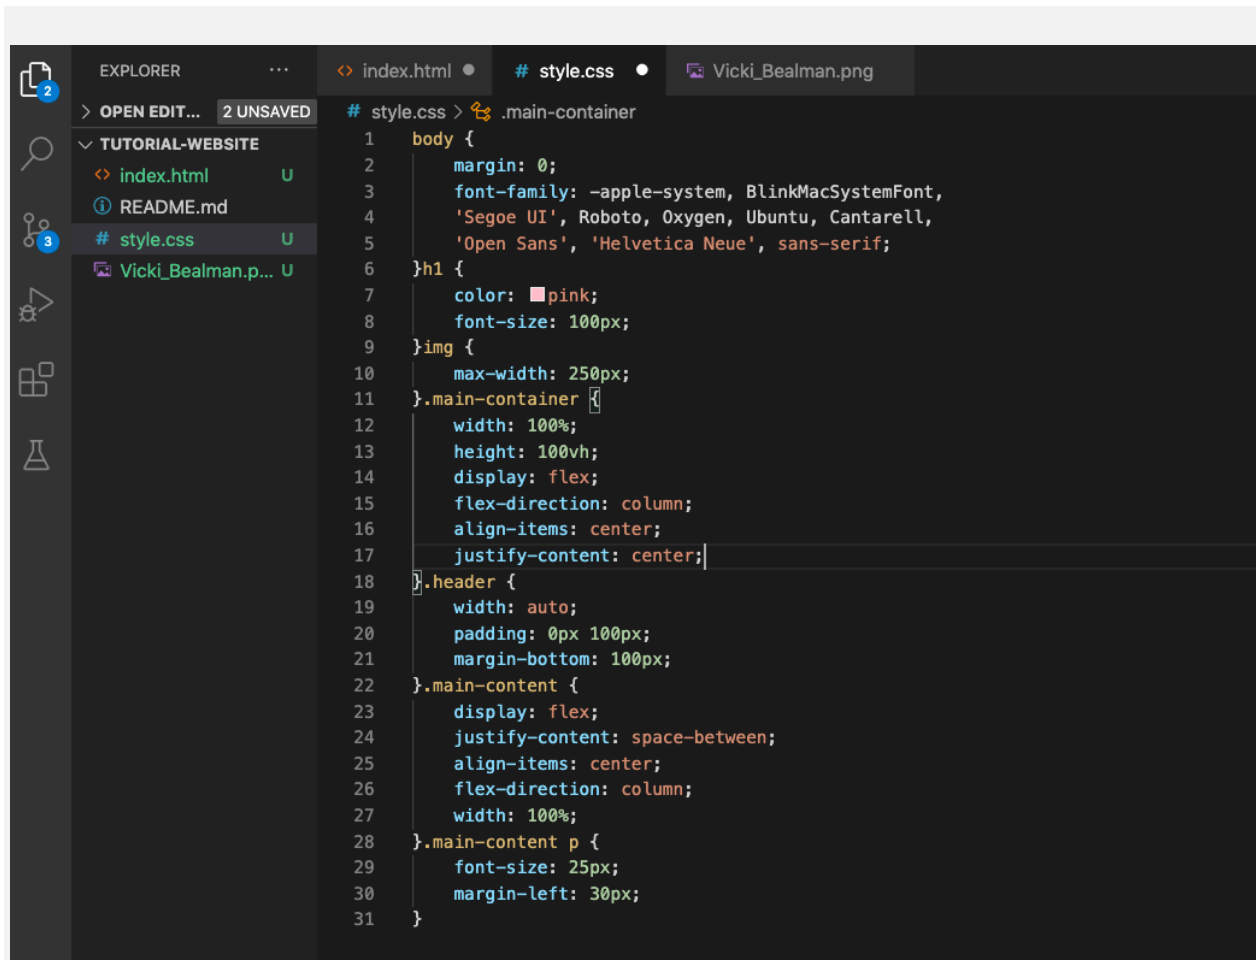 EXPLORER ···
OPEN EDIT... 2 UNSAVED
TUTORIAL-WEBSITE
index.html U
README.md
style.css U
Vicki_Bealman.p... U
2
3
index.html
# style.css
Vicki_Bealman.png
# style.css > .main-container
1 body {
2 margin: 0;
3 font-family: -apple-system, BlinkMacSystemFont,
4 'Segoe UI', Roboto, Oxygen, Ubuntu, Cantarell,
5 'Open Sans', 'Helvetica Neue', sans-serif;
6 }h1 {
7 color: pink;
8 font-size: 100px;
9 }img {
10 max-width: 250px;
11 }.main-container {
12 width: 100%;
13 height: 100vh;
14 display: flex;
15 flex-direction: column;
16 align-items: center;
17 justify-content: center;
18 }.header {
19 width: auto;
20 padding: 0px 100px;
21 margin-bottom: 100px;
22 }.main-content {
23 display: flex;
24 justify-content: space-between;
25 align-items: center;
26 flex-direction: column;
27 width: 100%;
28 }.main-content p {
29 font-size: 25px;
30 margin-left: 30px;
31 }